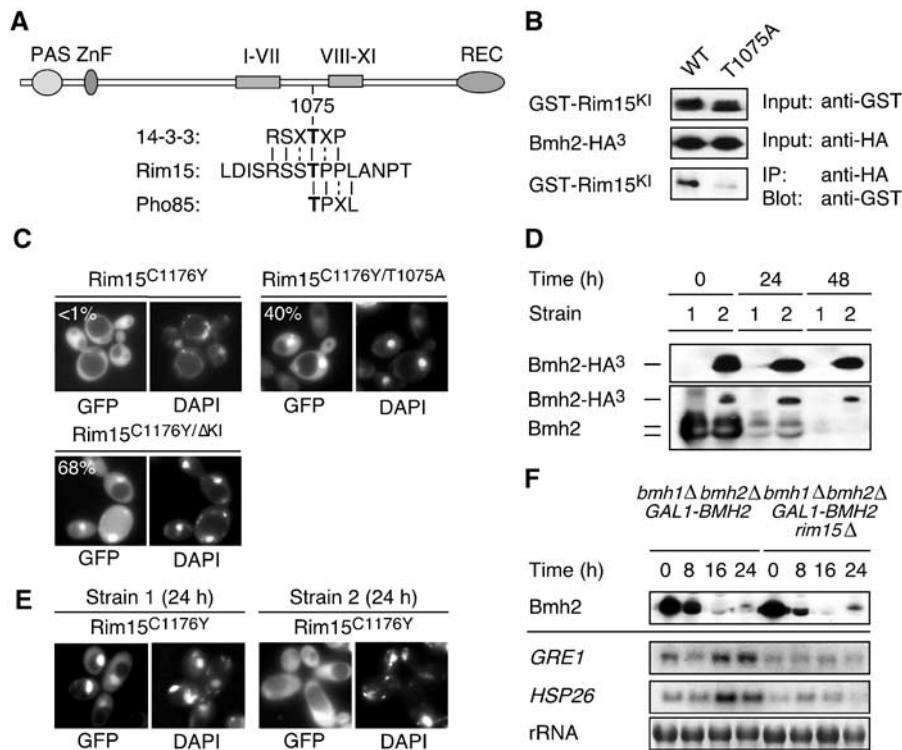 A
PAS ZnF I-VII VIII-XI REC
1075
14-3-3: RSXTXP
Rim15: LDISRSSTPPLANPT
Pho85: TPXL
B
WT T1075A
GST-Rim15KI Input: anti-GST
Bmh2-HA3 Input: anti-HA
GST-Rim15KI IP: anti-HA
Blot: anti-GST
C
Rim15C1176Y Rim15C1176Y/T1075A
<1% 40%
GFP DAPI GFP DAPI
Rim15C1176Y/ΔKI
68%
GFP DAPI
D
Time (h) 0 24 48
Strain 1 2 1 2 1 2
Bmh2-HA3
Bmh2-HA3
Bmh2
E
Strain 1 (24 h) Strain 2 (24 h)
Rim15C1176Y Rim15C1176Y
GFP DAPI GFP DAPI
F
bmh1Δ bmh2Δ bmh1Δ bmh2Δ
GAL1-BMH2 GAL1-BMH2
rim15Δ
Time (h) 0 8 16 24 0 8 16 24
Bmh2
GRE1
HSP26
rRNA